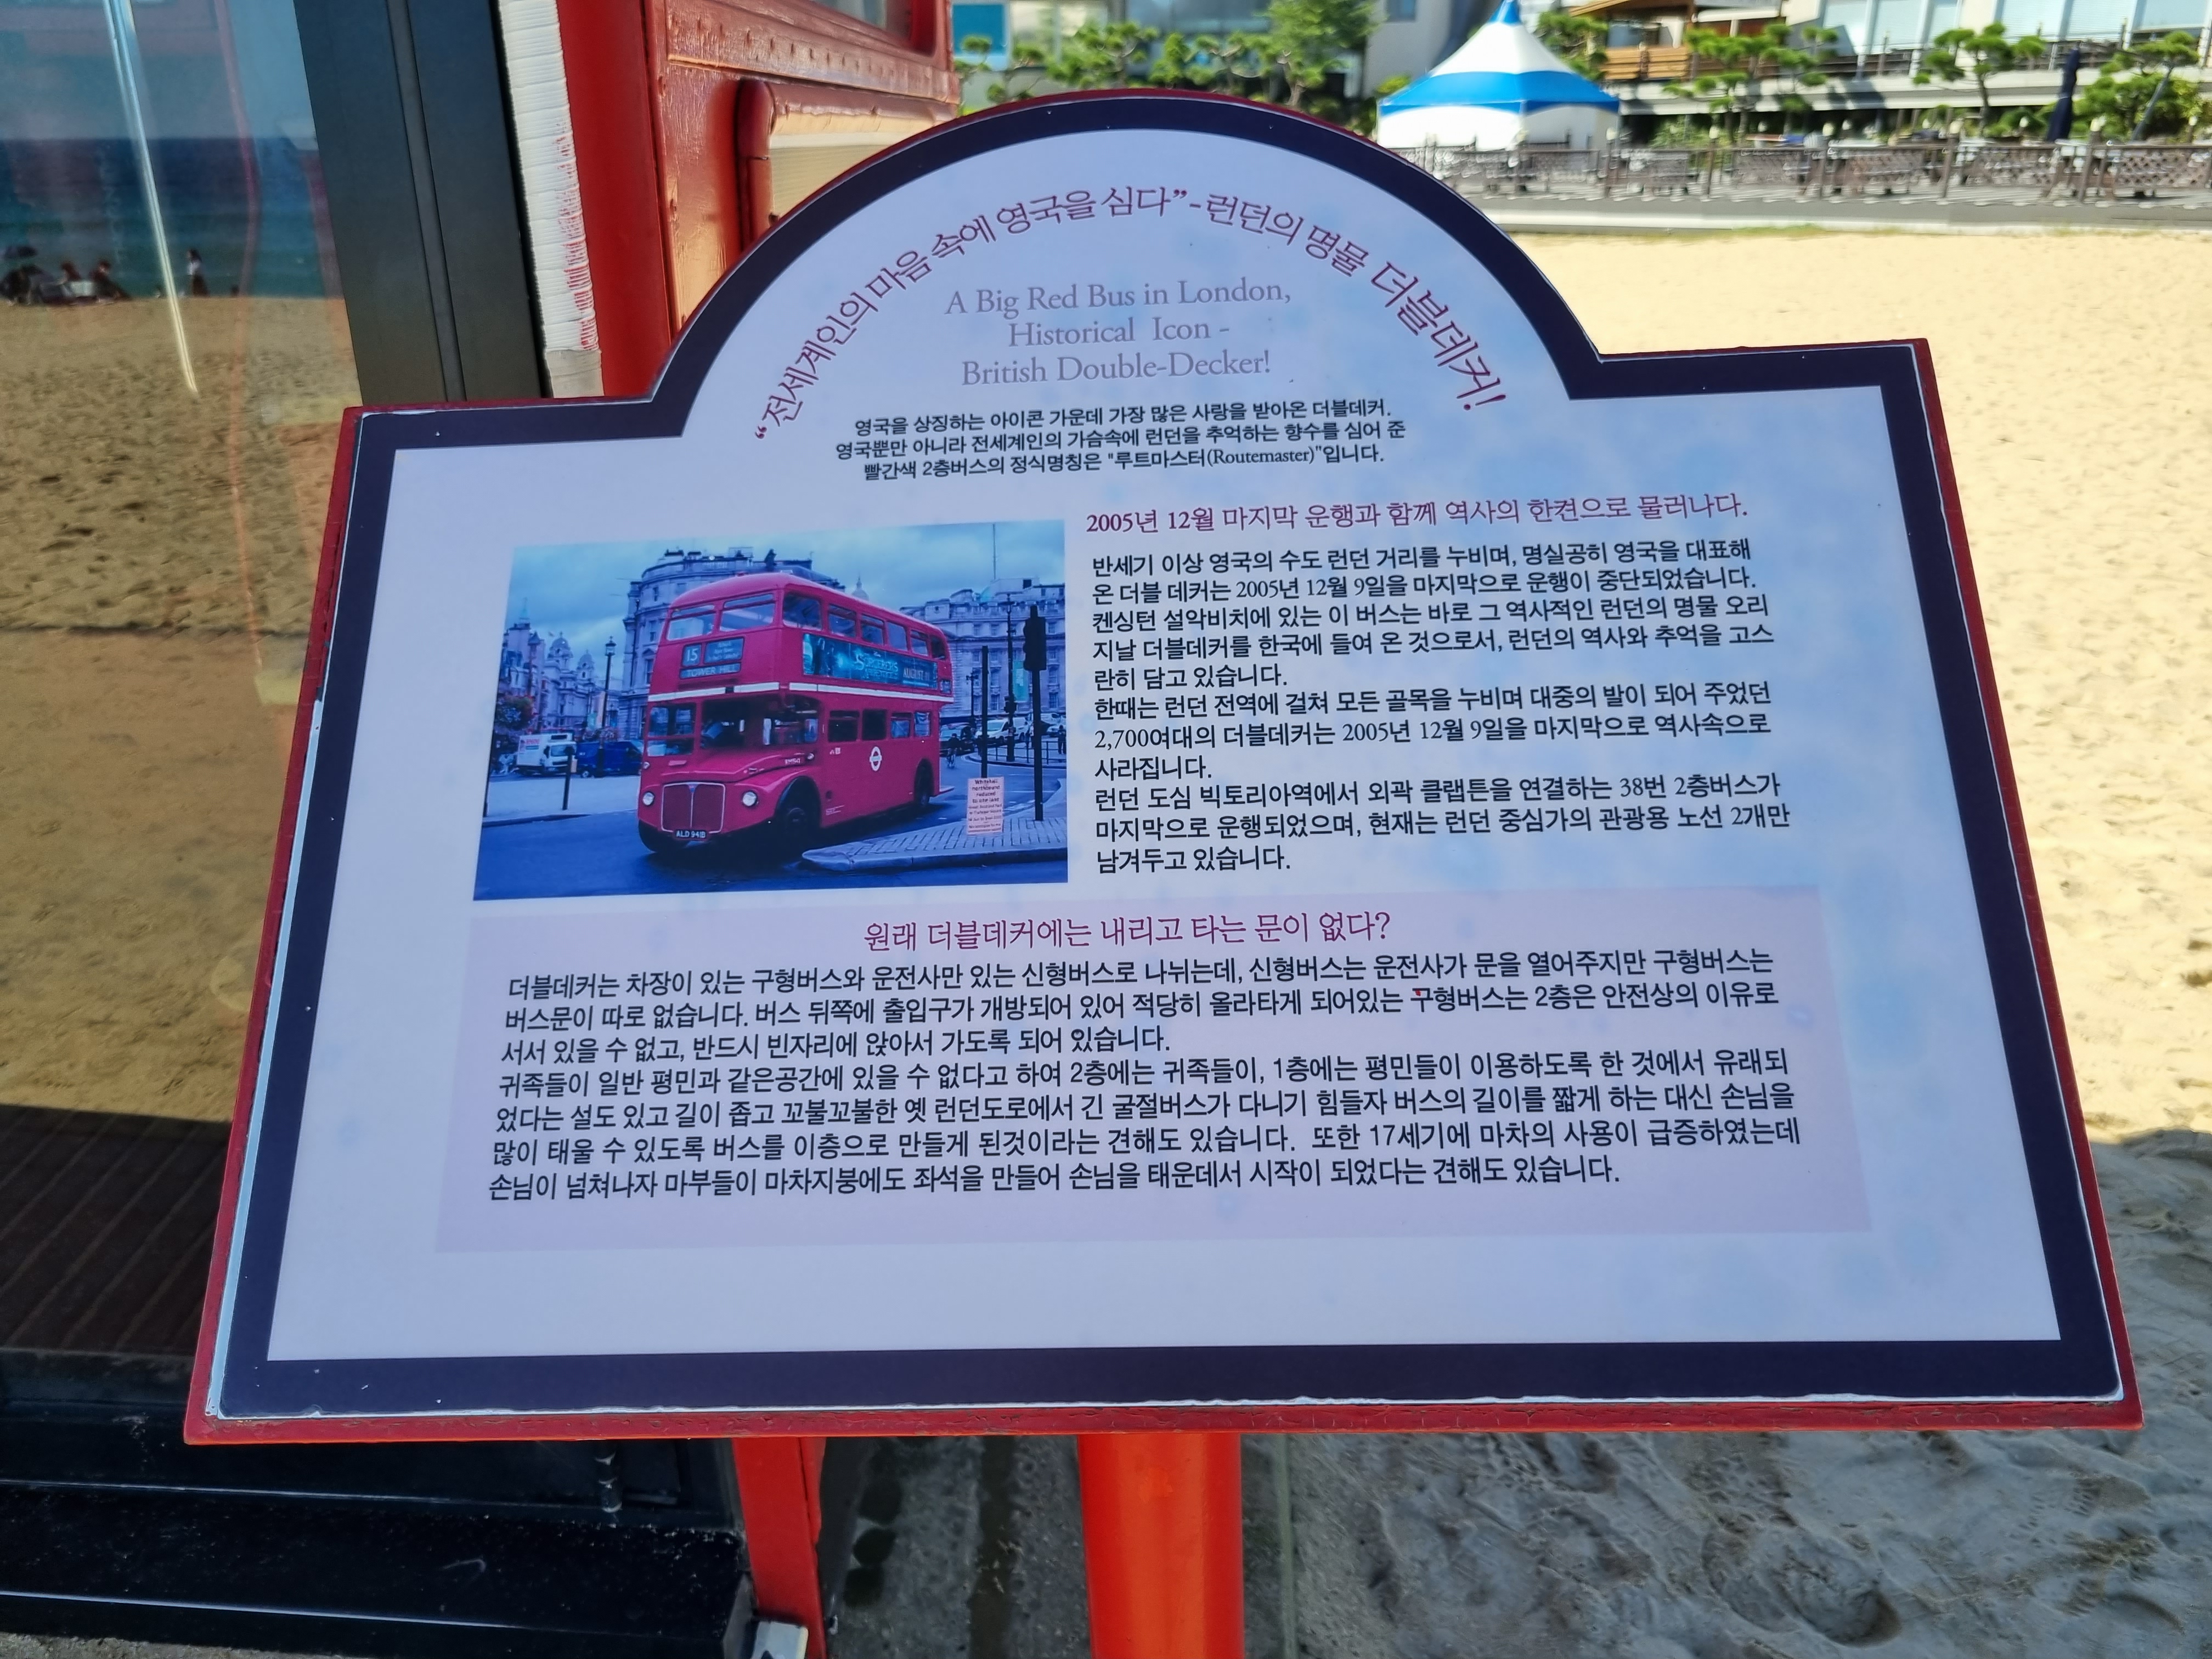 "전세계인의 마음 속에 영국을 심다" - 런던의 명물 더블데커!
A Big Red Bus in London,
Historical Icon -
British Double-Decker!
영국을 상징하는 아이콘 가운데 가장 많은 사랑을 받아온 더블데커.
영국뿐만 아니라 전세계인의 가슴속에 런던을 추억하는 향수를 심어 준
빨간색 2층버스의 정식명칭은 "루트마스터(Routemaster)"입니다.
2005년 12월 마지막 운행과 함께 역사의 한켠으로 물러나다.
반세기 이상 영국의 수도 런던 거리를 누비며, 명실공히 영국을 대표해
온 더블 데커는 2005년 12월 9일을 마지막으로 운행이 중단되었습니다.
켄싱턴 설악비치에 있는 이 버스는 바로 그 역사적인 런던의 명물 오리
지날 더블데커를 한국에 들여 온 것으로서, 런던의 역사와 추억을 고스
란히 담고 있습니다.
한때는 런던 전역에 걸쳐 모든 골목을 누비며 대중의 발이 되어 주었던
2,700여대의 더블데커는 2005년 12월 9일을 마지막으로 역사속으로
사라집니다.
런던 도심 빅토리아역에서 외곽 클랩튼을 연결하는 38번 2층버스가
마지막으로 운행되었으며, 현재는 런던 중심가의 관광용 노선 2개만
남겨두고 있습니다.
15
TOWER HILL
AUGUST 11
ALD 941B
원래 더블데커에는 내리고 타는 문이 없다?
더블데커는 차장이 있는 구형버스와 운전사만 있는 신형버스로 나뉘는데, 신형버스는 운전사가 문을 열어주지만 구형버스는
버스문이 따로 없습니다. 버스 뒤쪽에 출입구가 개방되어 있어 적당히 올라타게 되어있는 구형버스는 2층은 안전상의 이유로
서서 있을 수 없고, 반드시 빈자리에 앉아서 가도록 되어 있습니다.
귀족들이 일반 평민과 같은공간에 있을 수 없다고 하여 2층에는 귀족들이, 1층에는 평민들이 이용하도록 한 것에서 유래되
었다는 설도 있고 길이 좁고 꼬불꼬불한 옛 런던도로에서 긴 굴절버스가 다니기 힘들자 버스의 길이를 짧게 하는 대신 손님을
많이 태울 수 있도록 버스를 이층으로 만들게 된것이라는 견해도 있습니다. 또한 17세기에 마차의 사용이 급증하였는데
손님이 넘쳐나자 마부들이 마차지붕에도 좌석을 만들어 손님을 태운데서 시작이 되었다는 견해도 있습니다.